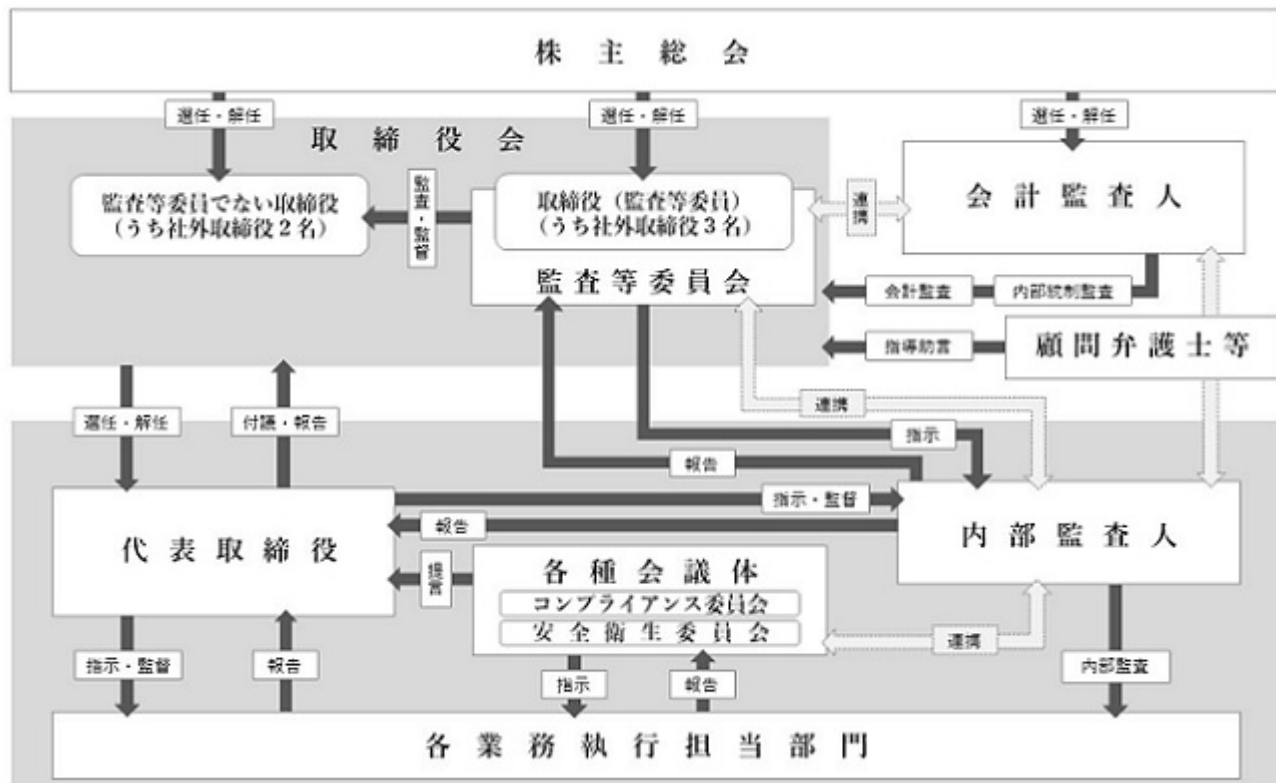 株主総会
選任・解任
選任・解任
選任・解任
取締役会
監査等委員でない取締役
(うち社外取締役2名)
監査・監督
取締役(監査等委員)
(うち社外取締役3名)
監査等委員会
連携
会計監査人
会計監査
内部統制監査
指導助言
顧問弁護士等
選任・解任
付議・報告
連携
指示
報告
指示・監督
報告
代表取締役
内部監査人
提言
各種会議体
コンプライアンス委員会
安全衛生委員会
連携
指示・監督
報告
指示
報告
内部監査
各業務執行担当部門